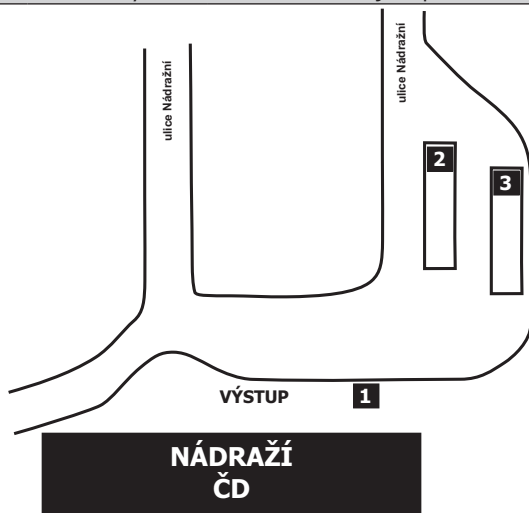 ulice Nádražní
ulice Nádražní
2
3
VÝSTUP
1
NÁDRAŽÍ
ČD